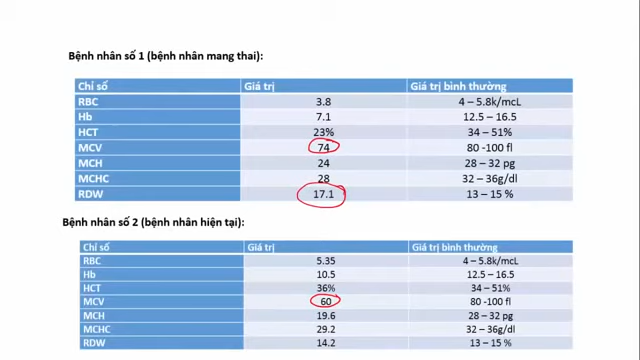 Bệnh nhân số 1 (bệnh nhân mang thai):
Chỉ số Giá trị Giá trị bình thường
RBC 3.8 4 – 5.8k/mcL
Hb 7.1 12.5 - 16.5
HCT 23% 34 – 51%
MCV 74 80 -100 fl
MCH 24 28 – 32 pg
MCHC 28 32 – 36g/dl
RDW 17.1 13 – 15 %
Bệnh nhân số 2 (bệnh nhân hiện tại):
Chỉ số Giá trị Giá trị bình thường
RBC 5.35 4 – 5.8k/mcL
Hb 10.5 12.5 - 16.5
HCT 36% 34 – 51%
MCV 60 80 -100 fl
MCH 19.6 28 – 32 pg
MCHC 29.2 32 – 36g/dl
RDW 14.2 13 – 15 %